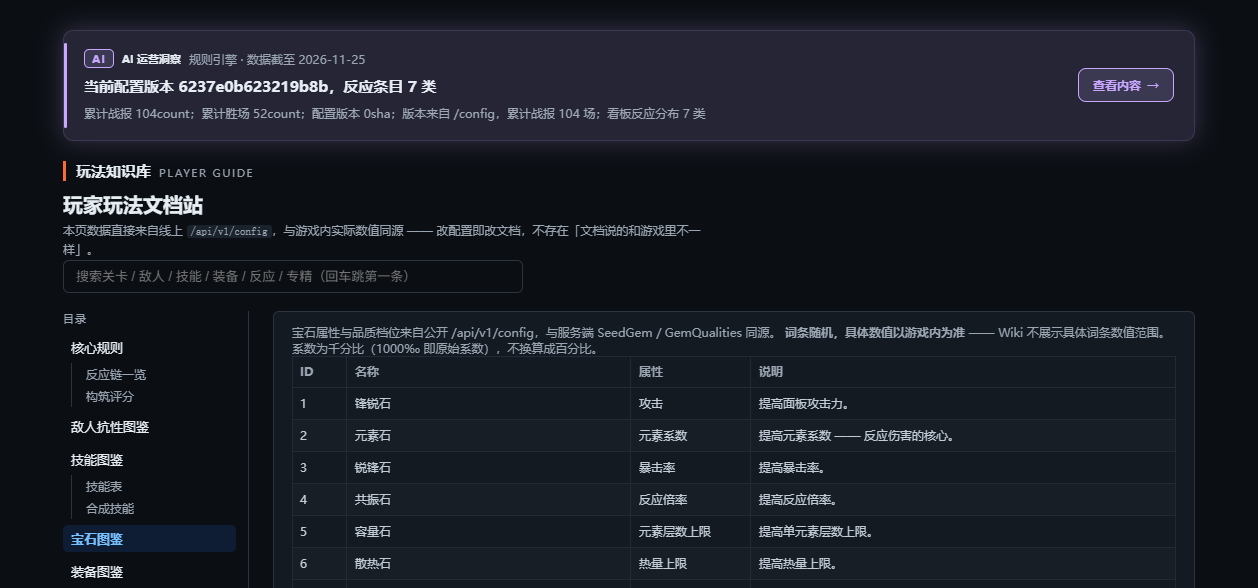 AI AI 运营洞察 规则引擎 · 数据截至 2026-11-25
当前配置版本 6237e0b623219b8b，反应条目 7 类
累计战报 104count；累计胜场 52count；配置版本 0sha；版本来自 /config，累计战报 104 场；看板反应分布 7 类
查看内容 →
玩法知识库 PLAYER GUIDE
玩家玩法文档站
本页数据直接来自线上 /api/v1/config，与游戏内实际数值同源 —— 改配置即改文档，不存在「文档说的和游戏里不一
样」。
搜索关卡 / 敌人 / 技能 / 装备 / 反应 / 专精（回车跳第一条）
目录
核心规则
反应链一览
构筑评分
敌人抗性图鉴
技能图鉴
技能表
合成技能
宝石图鉴
装备图鉴
宝石属性与品质档位来自公开 /api/v1/config，与服务端 SeedGem / GemQualities 同源。 词条随机，具体数值以游戏内为准 —— Wiki 不展示具体词条数值范围。
系数为千分比（1000‰ 即原始系数），不换算成百分比。
ID 名称 属性 说明
1 锋锐石 攻击 提高面板攻击力。
2 元素石 元素系数 提高元素系数 —— 反应伤害的核心。
3 锐锋石 暴击率 提高暴击率。
4 共振石 反应倍率 提高反应倍率。
5 容量石 元素层数上限 提高单元素层数上限。
6 散热石 热量上限 提高热量上限。